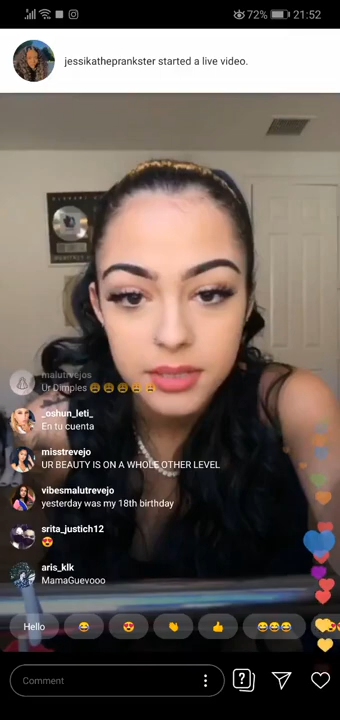 72% 21:52
jessikatheprankster started a live video.
malutrvejos
Ur Dimples 😩😩😩😩😩
_oshun_leti_
En tu cuenta
misstrevejo
UR BEAUTY IS ON A WHOLE OTHER LEVEL
vibesmalutrevejo
yesterday was my 18th birthday
srita_justich12
😍
aris_klk
MamaGuevooo
Hello 😂 😍 👏 👍 😂😂😂
Comment